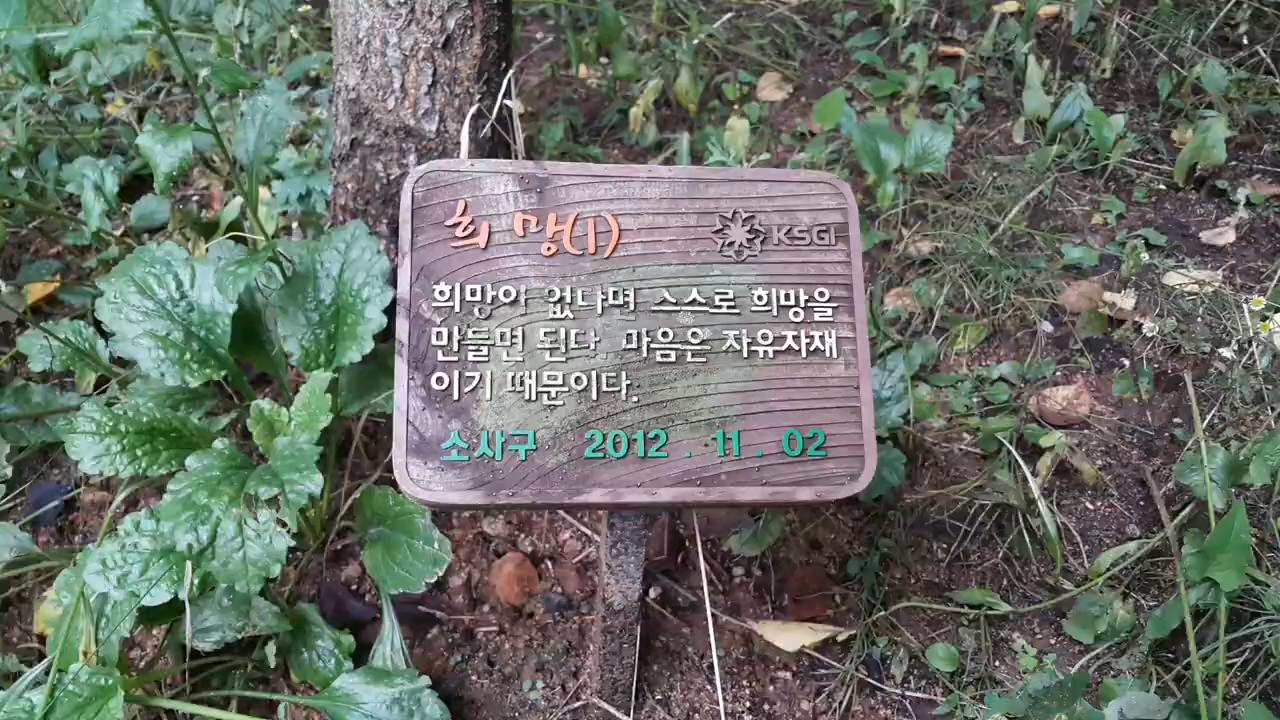 희 망(1)
KSGI
희망이 없다면 스스로 희망을
만들면 된다. 마음은 자유자재
이기 때문이다.
소사구 2012 . 11 . 02